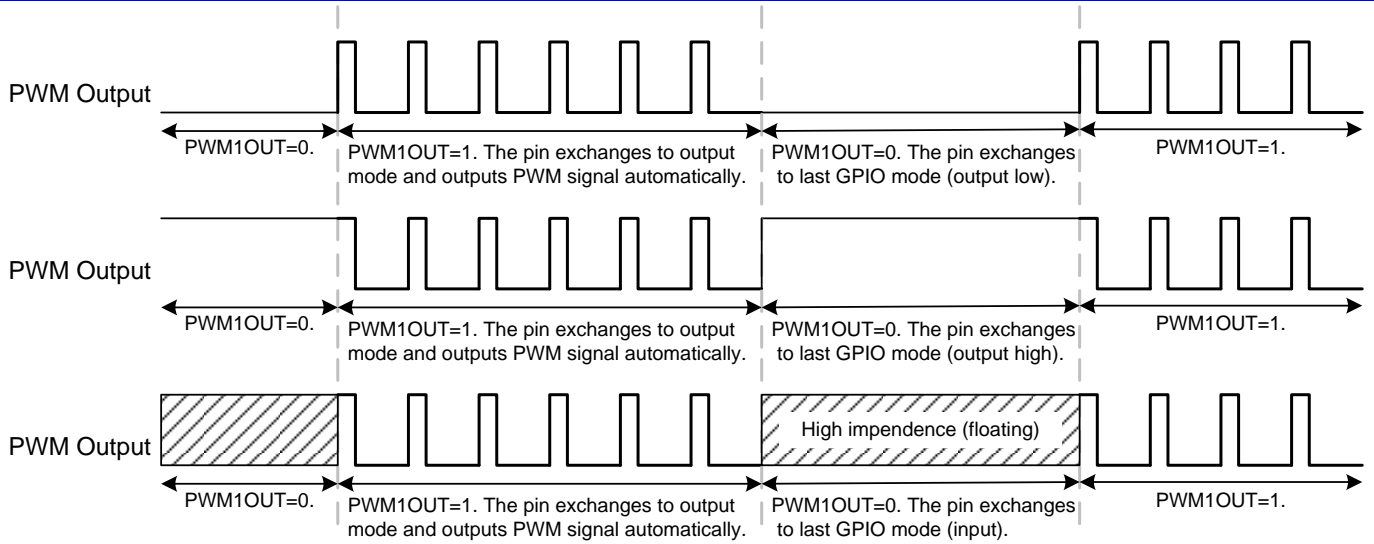 PWM Output
PWM1OUT=0.
PWM1OUT=1. The pin exchanges to output
mode and outputs PWM signal automatically.
PWM1OUT=0. The pin exchanges
to last GPIO mode (output low).
PWM1OUT=1.
PWM Output
PWM1OUT=0.
PWM1OUT=1. The pin exchanges to output
mode and outputs PWM signal automatically.
PWM1OUT=0. The pin exchanges
to last GPIO mode (output high).
PWM1OUT=1.
PWM Output
High impendence (floating)
PWM1OUT=0.
PWM1OUT=1. The pin exchanges to output
mode and outputs PWM signal automatically.
PWM1OUT=0. The pin exchanges
to last GPIO mode (input).
PWM1OUT=1.